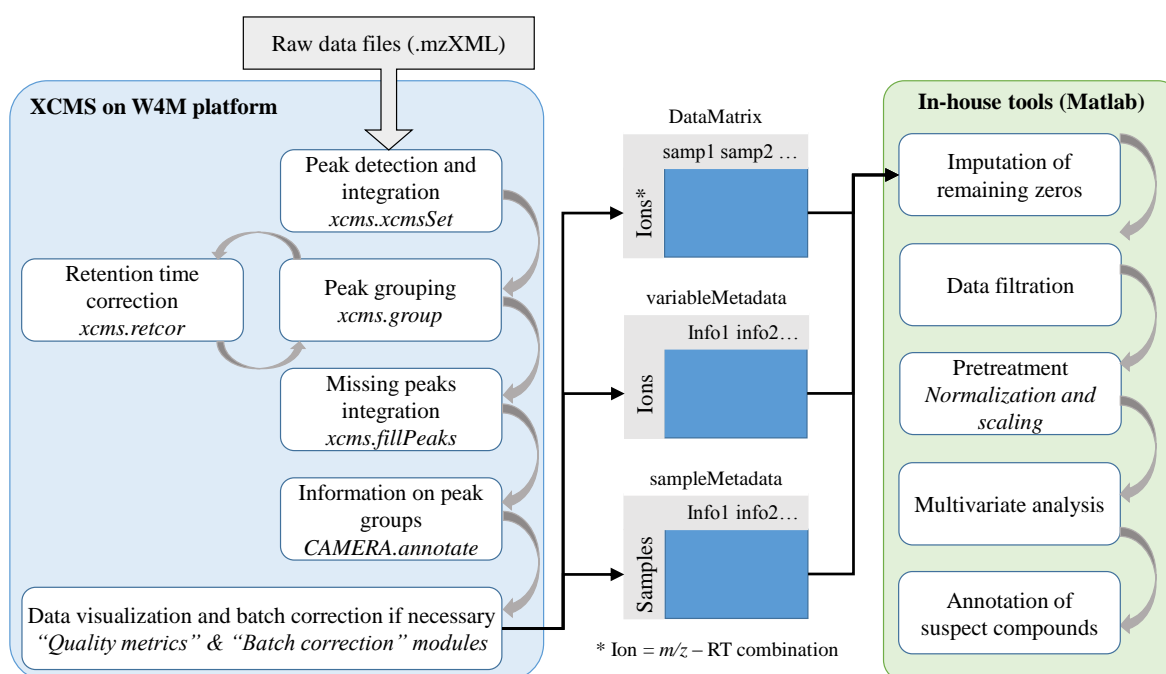 Raw data files (.mzXML)
XCMS on W4M platform
Peak detection and
integration
xcms.xcmsSet
Retention time
correction
xcms.retcor
Peak grouping
xcms.group
Missing peaks
integration
xcms.fillPeaks
Information on peak
groups
CAMERA.annotate
Data visualization and batch correction if necessary
“Quality metrics” & “Batch correction” modules
DataMatrix
samp1 samp2 …
Ions*
variableMetadata
Info1 info2…
Ions
sampleMetadata
Info1 info2…
Samples
* Ion = m/z – RT combination
In-house tools (Matlab)
Imputation of
remaining zeros
Data filtration
Pretreatment
Normalization and
scaling
Multivariate analysis
Annotation of
suspect compounds